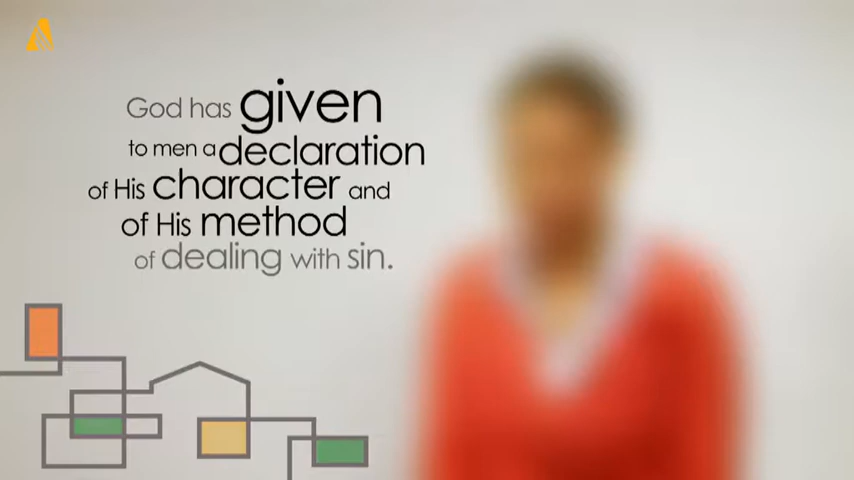 God has given
to men a declaration
of His character and
of His method
of dealing with sin.